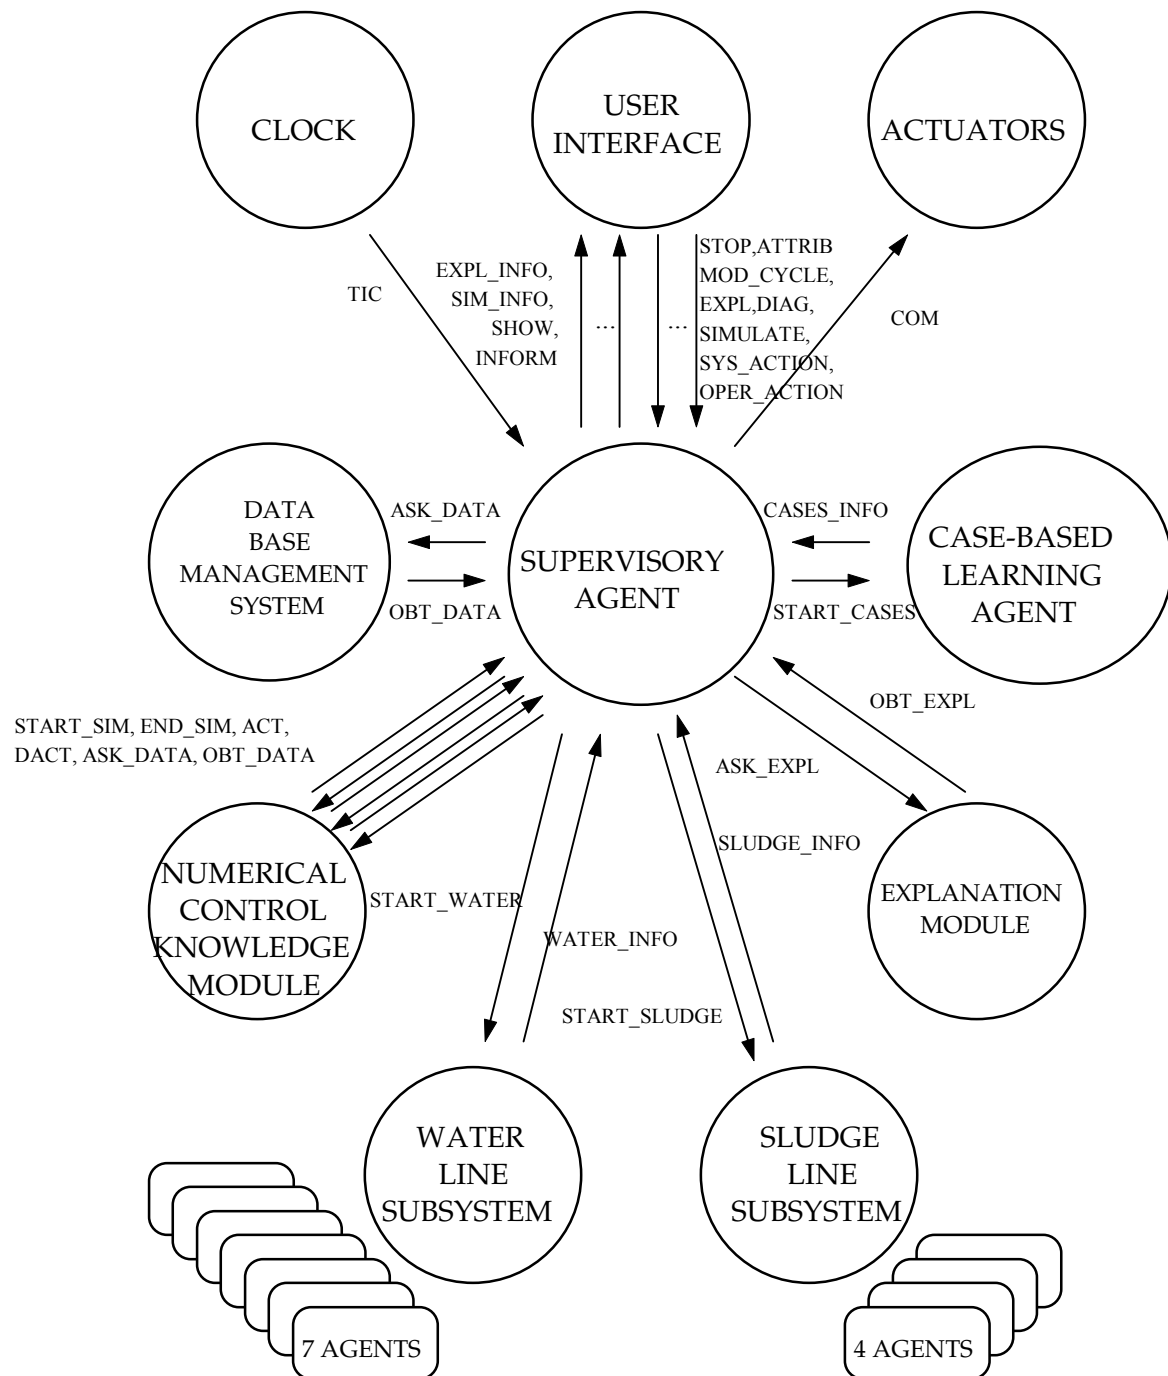 CLOCK
USER
INTERFACE
ACTUATORS
TIC
EXPL_INFO,
SIM_INFO,
SHOW,
INFORM
...
...
STOP,ATTRIB
MOD_CYCLE,
EXPL,DIAG,
SIMULATE,
SYS_ACTION,
OPER_ACTION
COM
DATA
BASE
MANAGEMENT
SYSTEM
ASK_DATA
OBT_DATA
SUPERVISORY
AGENT
CASES_INFO
START_CASES
CASE-BASED
LEARNING
AGENT
START_SIM, END_SIM, ACT,
DACT, ASK_DATA, OBT_DATA
OBT_EXPL
ASK_EXPL
NUMERICAL
CONTROL
KNOWLEDGE
MODULE
START_WATER
WATER_INFO
SLUDGE_INFO
START_SLUDGE
EXPLANATION
MODULE
WATER
LINE
SUBSYSTEM
SLUDGE
LINE
SUBSYSTEM
7 AGENTS
4 AGENTS